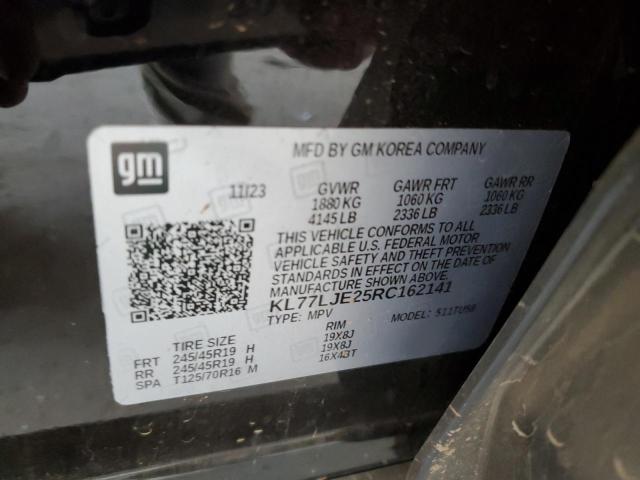 gm
MFD BY GM KOREA COMPANY
11/23 GVWR GAWR FRT GAWR RR
1880 KG 1060 KG 1060 KG
4145 LB 2336 LB 2336 LB
THIS VEHICLE CONFORMS TO ALL
APPLICABLE U.S. FEDERAL MOTOR
VEHICLE SAFETY AND THEFT PREVENTION
STANDARDS IN EFFECT ON THE DATE OF
MANUFACTURE SHOWN ABOVE.
KL77LJE25RC162141
TYPE: MPV MODEL: 511TU58
TIRE SIZE RIM
FRT 245/45R19 H 19X8J
RR 245/45R19 H 19X8J
SPA T125/70R16 M 16X43T